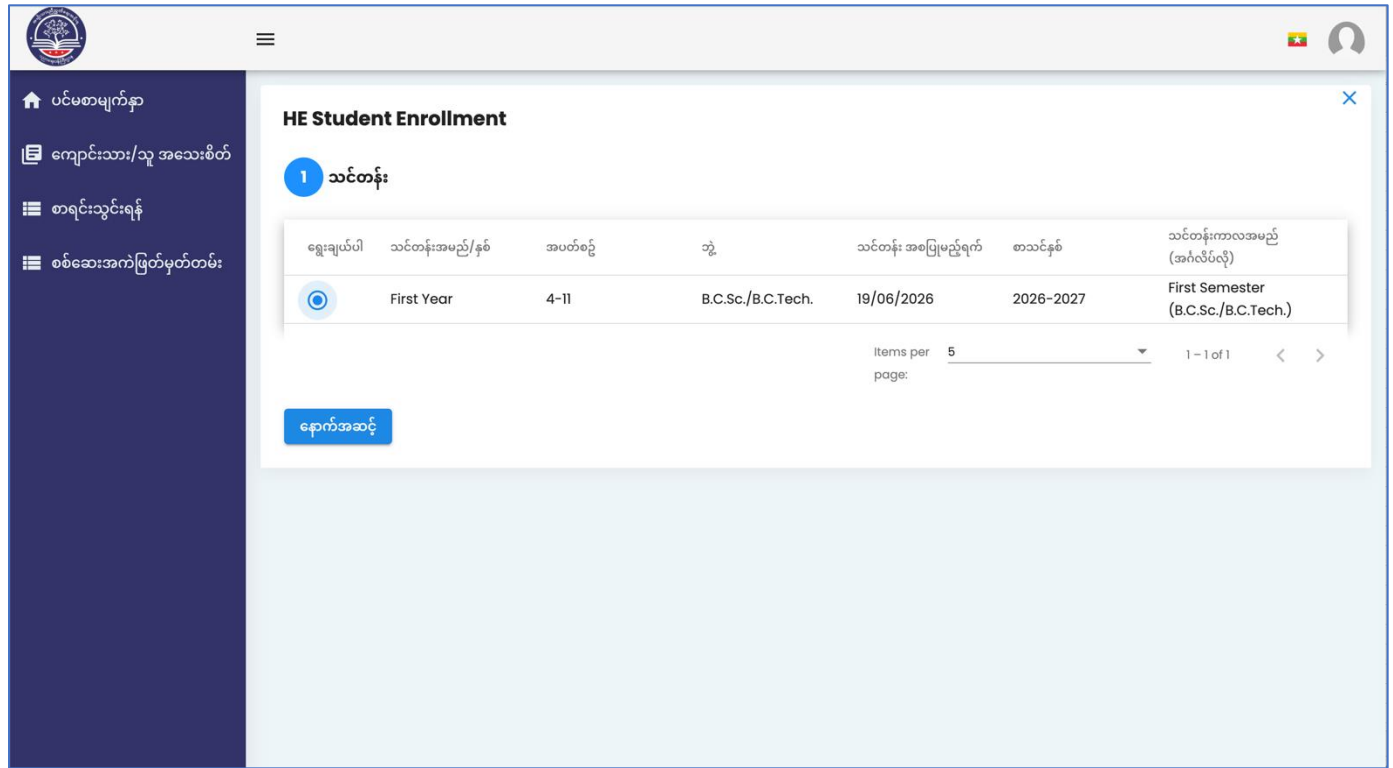 ပင်မစာမျက်နှာ
ကျောင်းသား/သူ အသေးစိတ်
စာရင်းသွင်းရန်
စစ်ဆေးအကဲဖြတ်မှတ်တမ်း
HE Student Enrollment
1 သင်တန်း
ရွေးချယ်ပါ သင်တန်းအမည်/နှစ် အပတ်စဥ် ဘွဲ့ သင်တန်း အစပြုမည့်ရက် စာသင်နှစ် သင်တန်းကာလအမည်
(အင်္ဂလိပ်လို)
First Year 4-11 B.C.Sc./B.C.Tech. 19/06/2026 2026-2027 First Semester
(B.C.Sc./B.C.Tech.)
Items per page: 5 1 – 1 of 1
နောက်အဆင့်